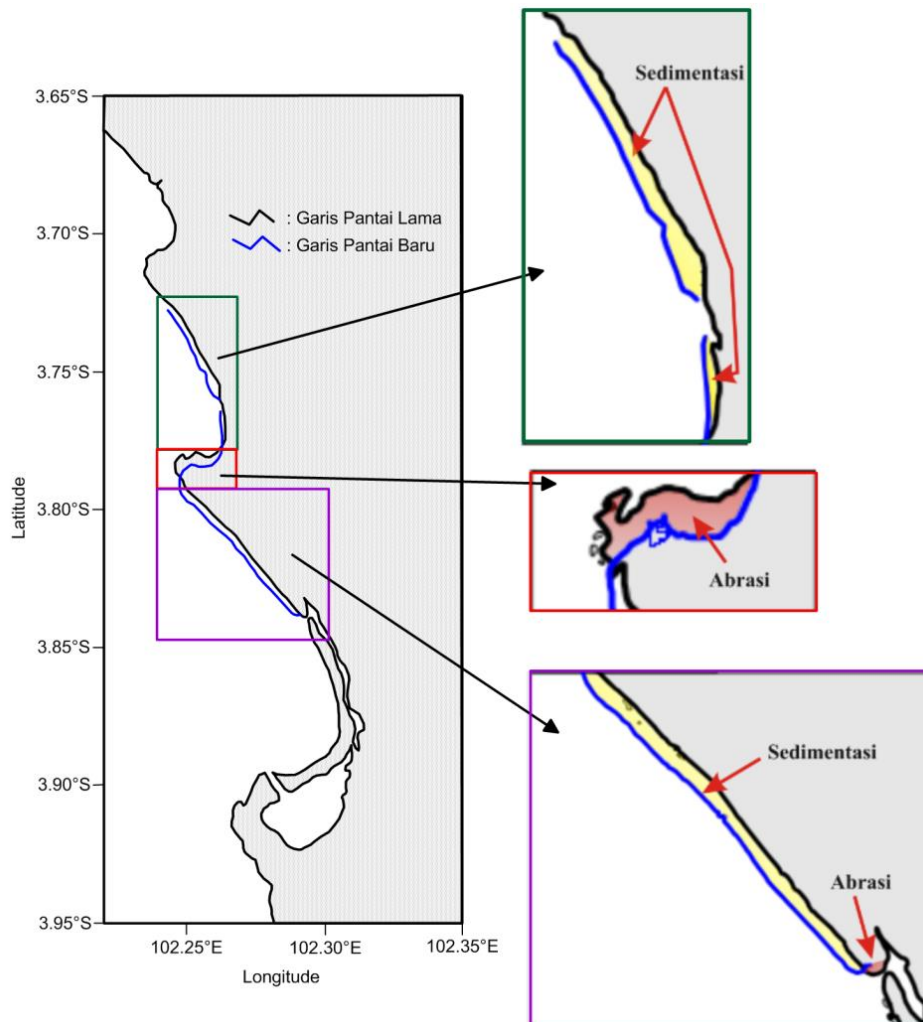 3.65°S
3.70°S
3.75°S
3.80°S
3.85°S
3.90°S
3.95°S
Latitude
102.25°E
102.30°E
102.35°E
Longitude
: Garis Pantai Lama
: Garis Pantai Baru
Sedimentasi
Abrasi
Sedimentasi
Abrasi